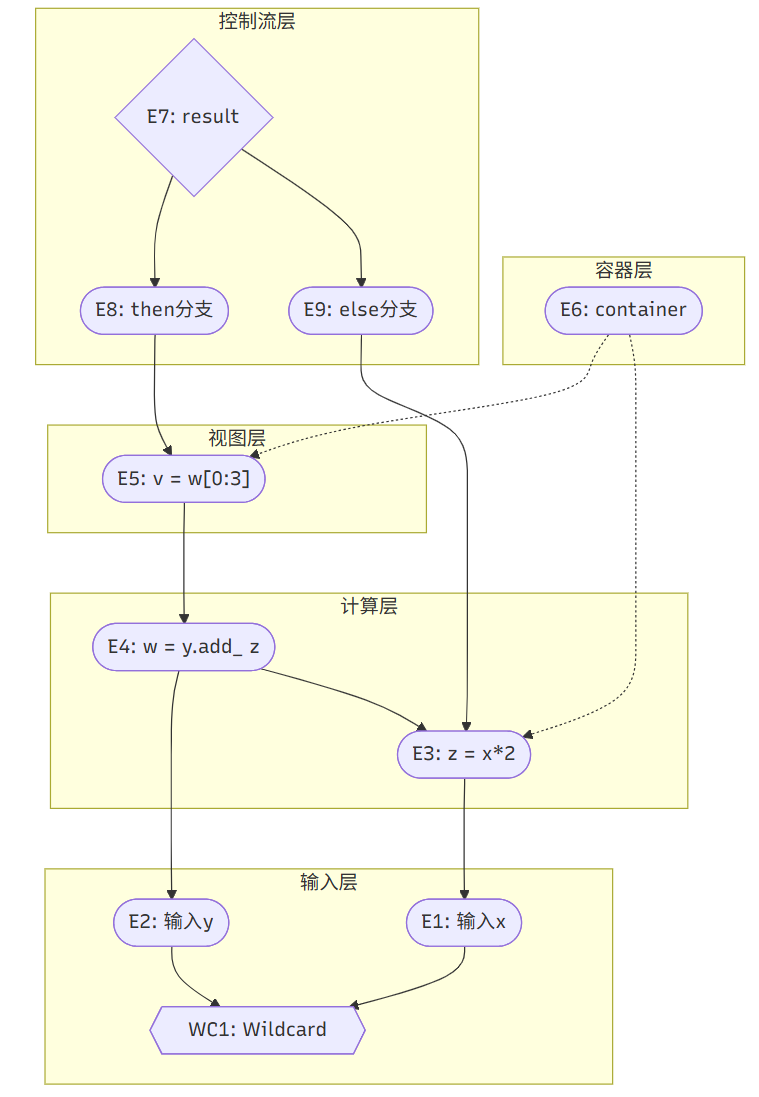 控制流层
E7: result
E8: then分支
E9: else分支
容器层
E6: container
视图层
E5: v = w[0:3]
计算层
E4: w = y.add_ z
E3: z = x*2
输入层
E2: 输入y
E1: 输入x
WC1: Wildcard